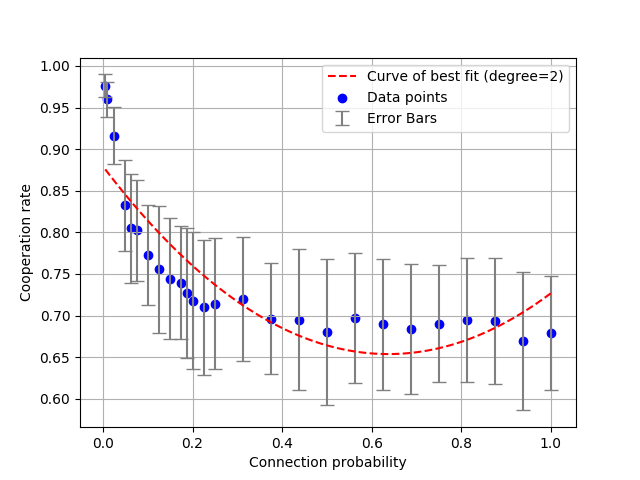 1.00
0.95
0.90
0.85
0.80
0.75
0.70
0.65
0.60
Cooperation rate
Curve of best fit (degree=2)
Data points
Error Bars
0.0 0.2 0.4 0.6 0.8 1.0
Connection probability